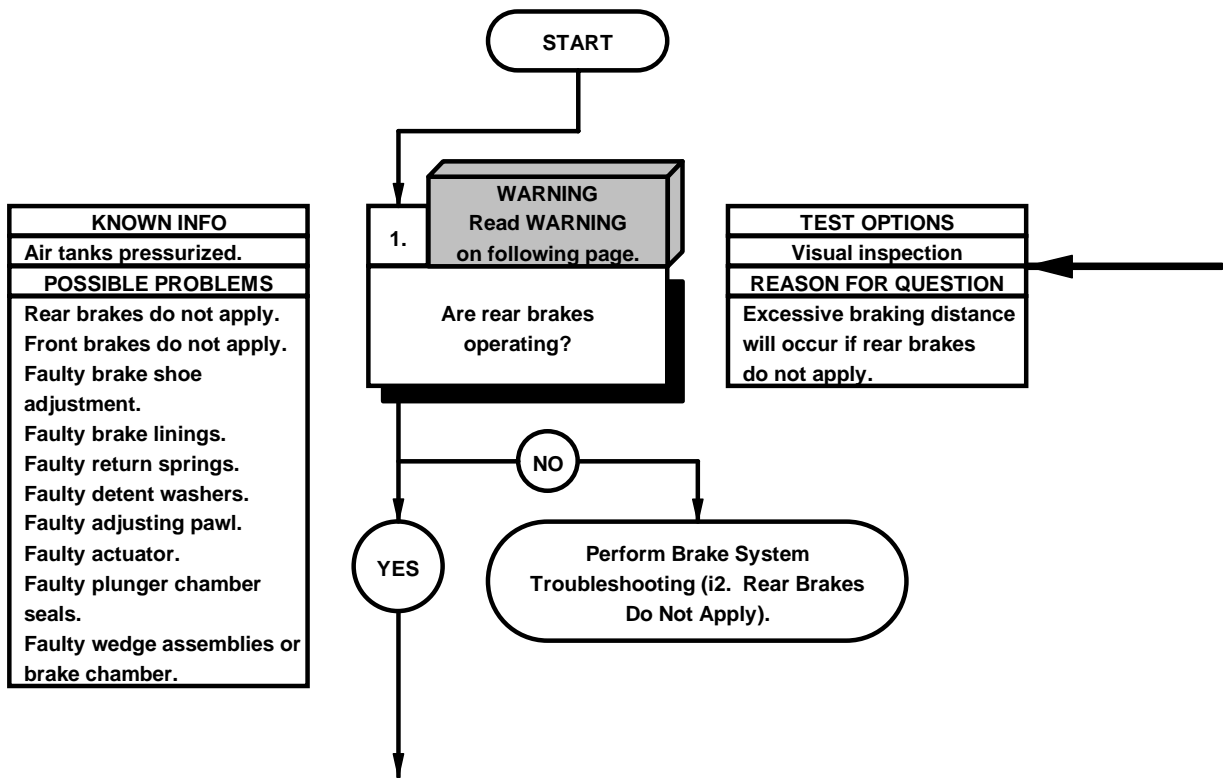 START
KNOWN INFO
Air tanks pressurized.
POSSIBLE PROBLEMS
Rear brakes do not apply.
Front brakes do not apply.
Faulty brake shoe
adjustment.
Faulty brake linings.
Faulty return springs.
Faulty detent washers.
Faulty adjusting pawl.
Faulty actuator.
Faulty plunger chamber
seals.
Faulty wedge assemblies or
brake chamber.
1.
WARNING
Read WARNING
on following page.
Are rear brakes
operating?
TEST OPTIONS
Visual inspection
REASON FOR QUESTION
Excessive braking distance
will occur if rear brakes
do not apply.
NO
YES
Perform Brake System
Troubleshooting (i2.  Rear Brakes
Do Not Apply).